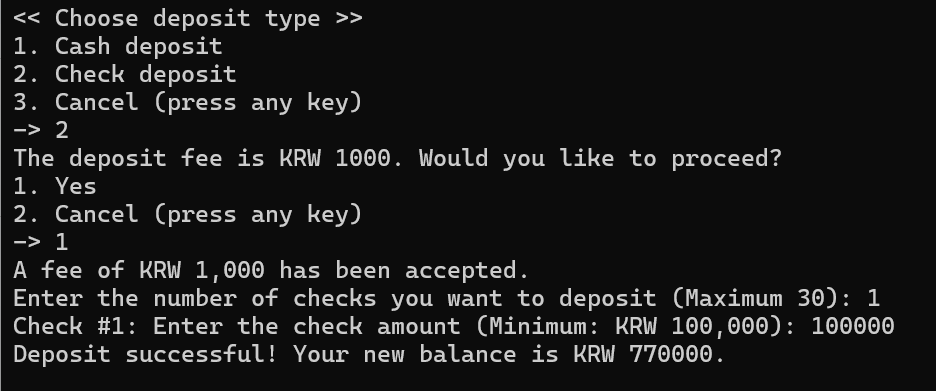 << Choose deposit type >>
1. Cash deposit
2. Check deposit
3. Cancel (press any key)
-> 2
The deposit fee is KRW 1000. Would you like to proceed?
1. Yes
2. Cancel (press any key)
-> 1
A fee of KRW 1,000 has been accepted.
Enter the number of checks you want to deposit (Maximum 30): 1
Check #1: Enter the check amount (Minimum: KRW 100,000): 100000
Deposit successful! Your new balance is KRW 770000.